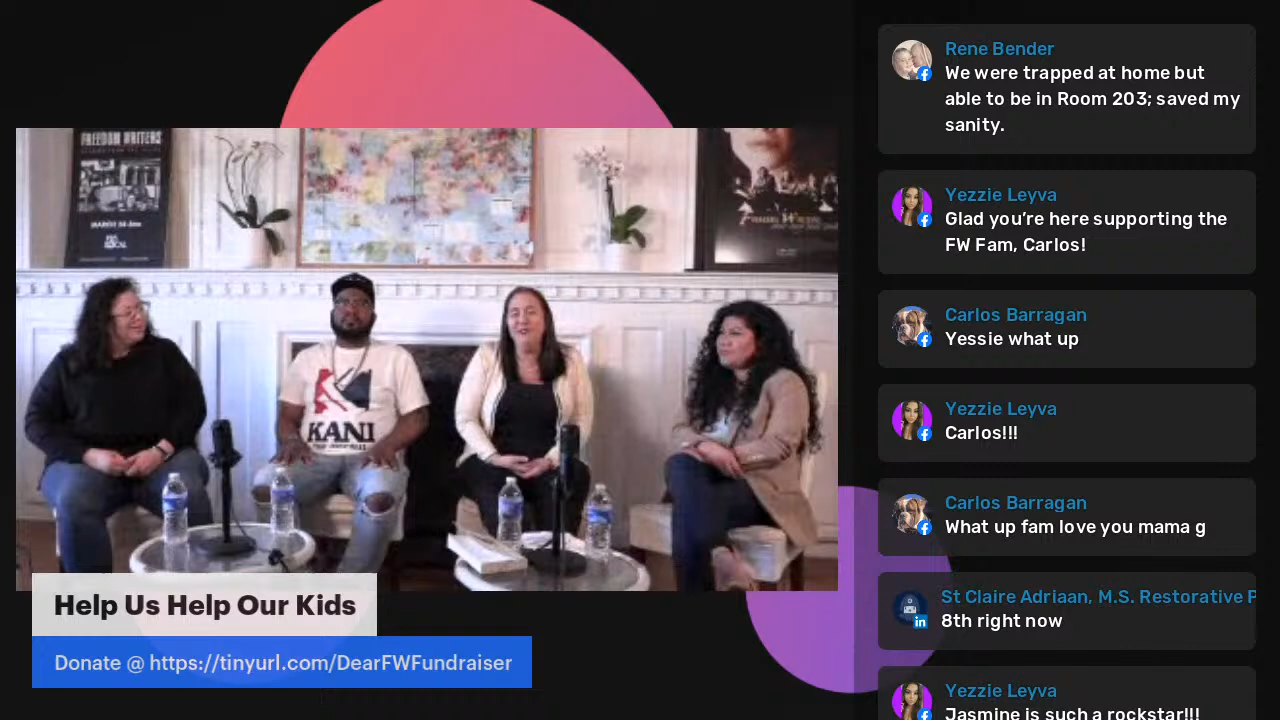 FREEDOM WRITERS
KANI
Help Us Help Our Kids
Donate @ https://tinyurl.com/DearFWFundraiser
Rene Bender
We were trapped at home but
able to be in Room 203; saved my
sanity.
Yezzie Leyva
Glad you’re here supporting the
FW Fam, Carlos!
Carlos Barragan
Yessie what up
Yezzie Leyva
Carlos!!!
Carlos Barragan
What up fam love you mama g
St Claire Adriaan, M.S. Restorative P
8th right now
Yezzie Leyva
Jasmine is such a rockstar!!!